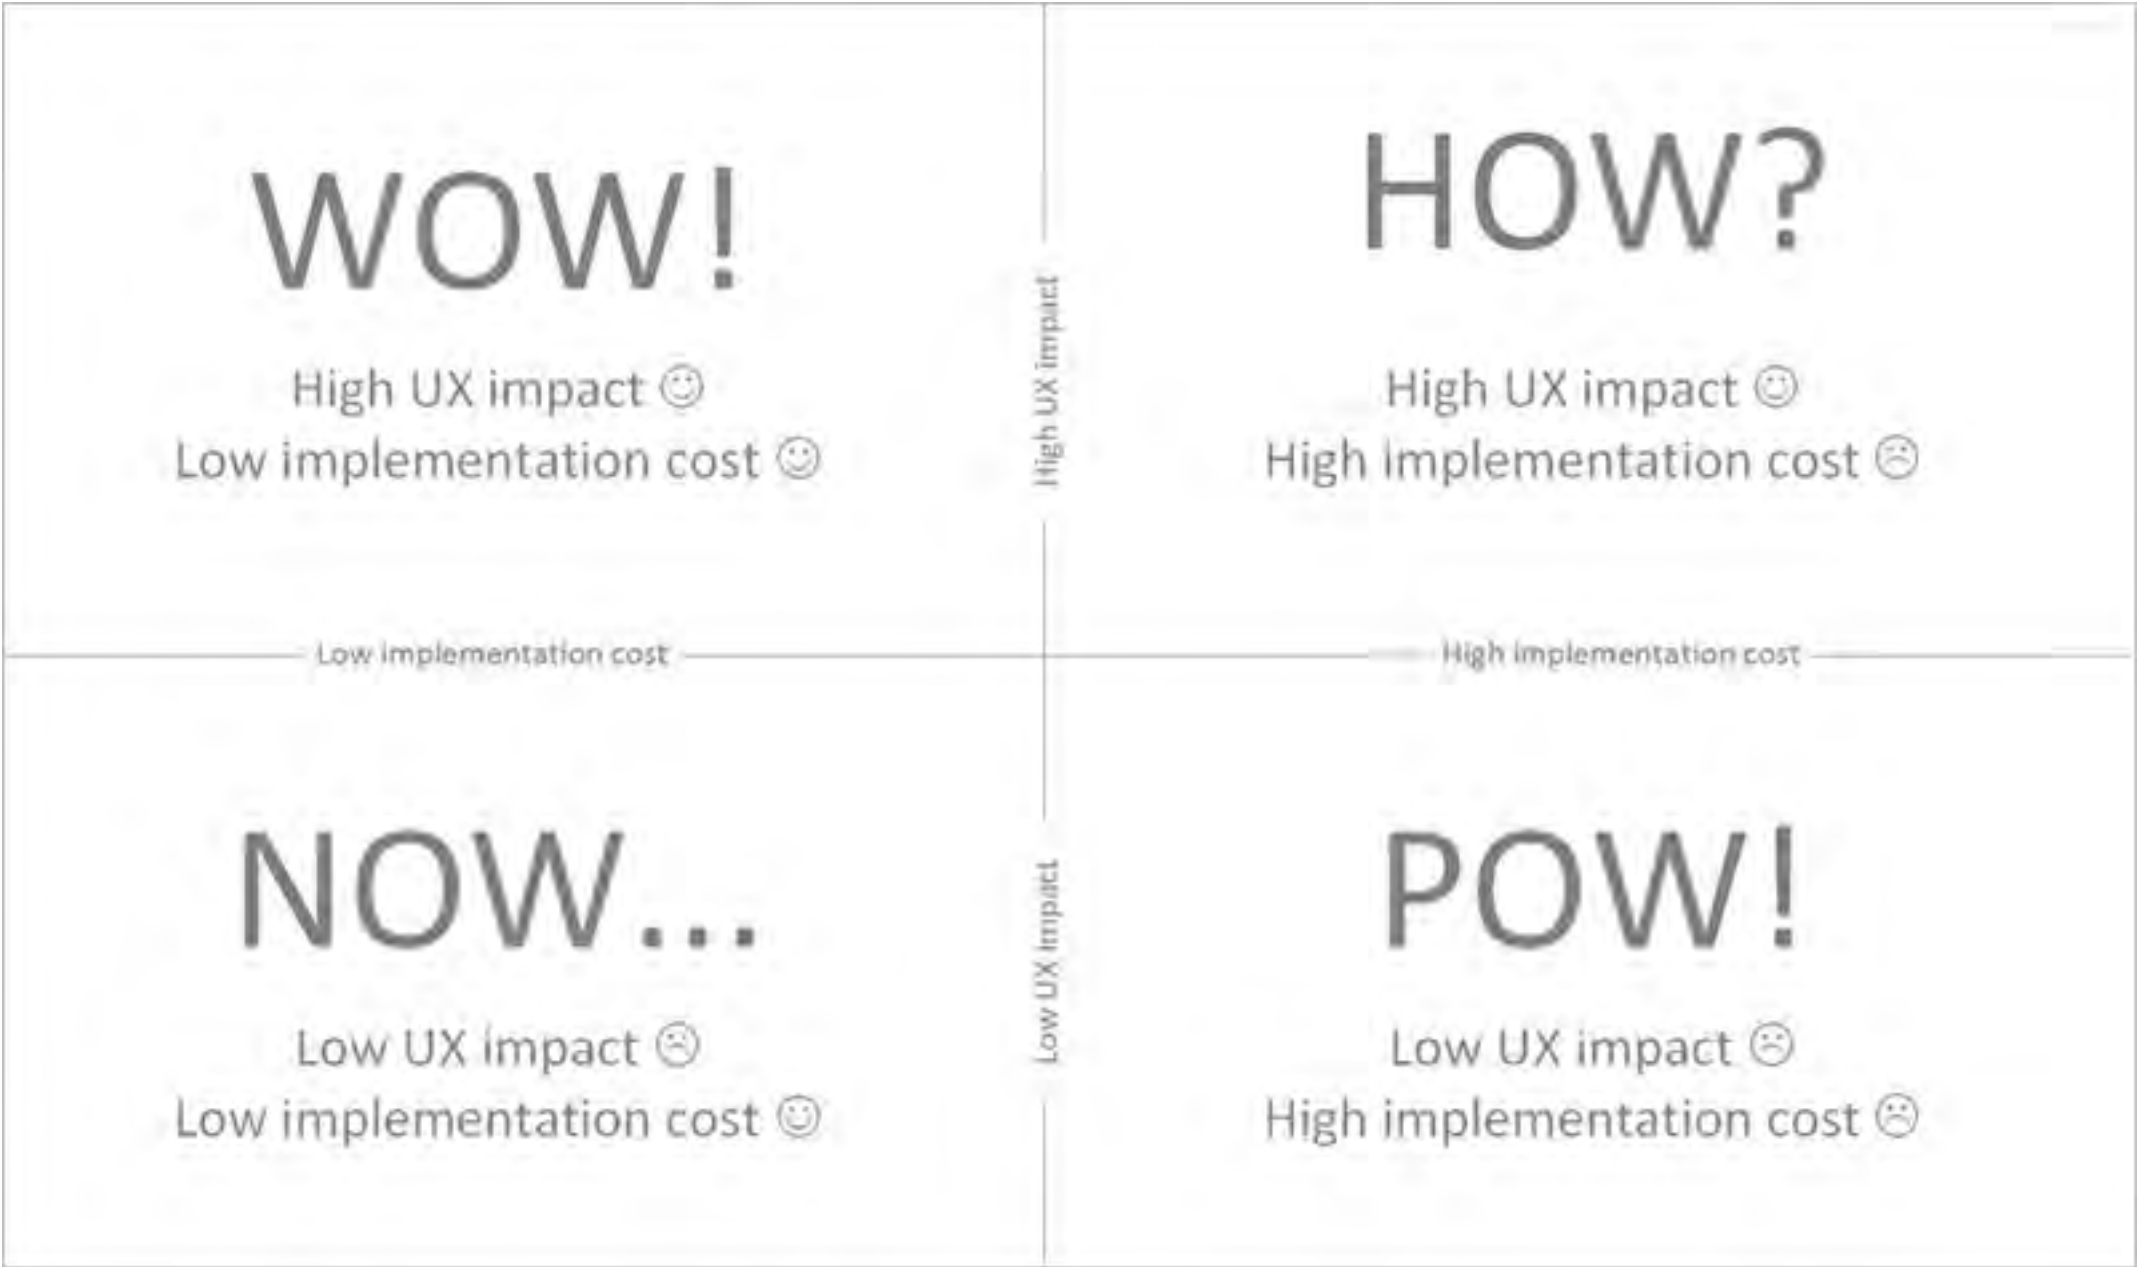 WOW!
High UX impact ☺
Low implementation cost ☺
HOW?
High UX impact ☺
High implementation cost ☹
High UX impact
Low implementation cost
High implementation cost
NOW...
Low UX impact ☹
Low implementation cost ☺
POW!
Low UX impact ☹
High implementation cost ☹
Low UX impact